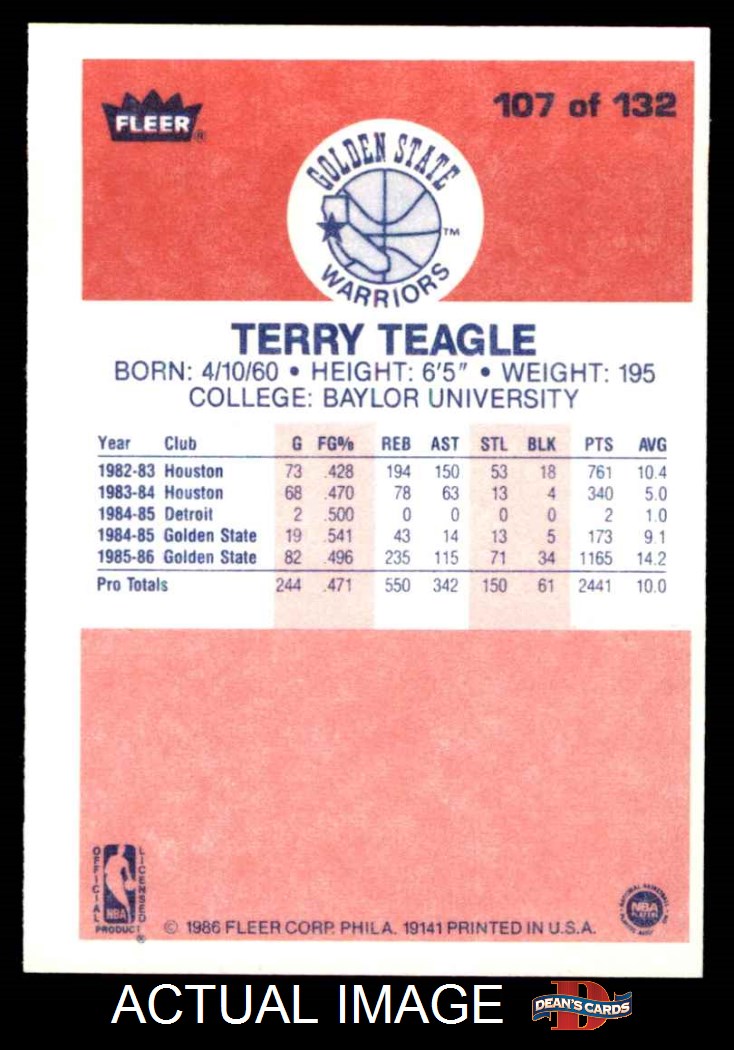 FLEER®
107 of 132
GOLDEN STATE
WARRIORS
TM
TERRY TEAGLE
BORN: 4/10/60 • HEIGHT: 6'5" • WEIGHT: 195
COLLEGE: BAYLOR UNIVERSITY
Year Club G FG% REB AST STL BLK PTS AVG
1982-83 Houston 73 .428 194 150 53 18 761 10.4
1983-84 Houston 68 .470 78 63 13 4 340 5.0
1984-85 Detroit 2 .500 0 0 0 0 2 1.0
1984-85 Golden State 19 .541 43 14 13 5 173 9.1
1985-86 Golden State 82 .496 235 115 71 34 1165 14.2
Pro Totals 244 .471 550 342 150 61 2441 10.0
OFFICIAL LICENSED
NBA
PRODUCT ®
NBA
PLAYERS
© 1986 FLEER CORP. PHILA. 19141 PRINTED IN U.S.A.
ACTUAL IMAGE
DEAN'S CARDS